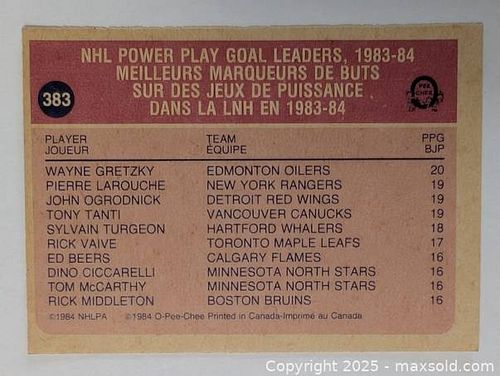 NHL POWER PLAY GOAL LEADERS, 1983-84
MEILLEURS MARQUEURS DE BUTS
SUR DES JEUX DE PUISSANCE
DANS LA LNH EN 1983-84
383
O PEE CHEE
PLAYER TEAM PPG
JOUEUR ÉQUIPE BJP
WAYNE GRETZKY EDMONTON OILERS 20
PIERRE LAROUCHE NEW YORK RANGERS 19
JOHN OGRODNICK DETROIT RED WINGS 19
TONY TANTI VANCOUVER CANUCKS 19
SYLVAIN TURGEON HARTFORD WHALERS 18
RICK VAIVE TORONTO MAPLE LEAFS 17
ED BEERS CALGARY FLAMES 16
DINO CICCARELLI MINNESOTA NORTH STARS 16
TOM McCARTHY MINNESOTA NORTH STARS 16
RICK MIDDLETON BOSTON BRUINS 16
©1984 NHLPA ©1984 O-Pee-Chee Printed in Canada-Imprimé au Canada
Copyright © 2025 - maxsold.com